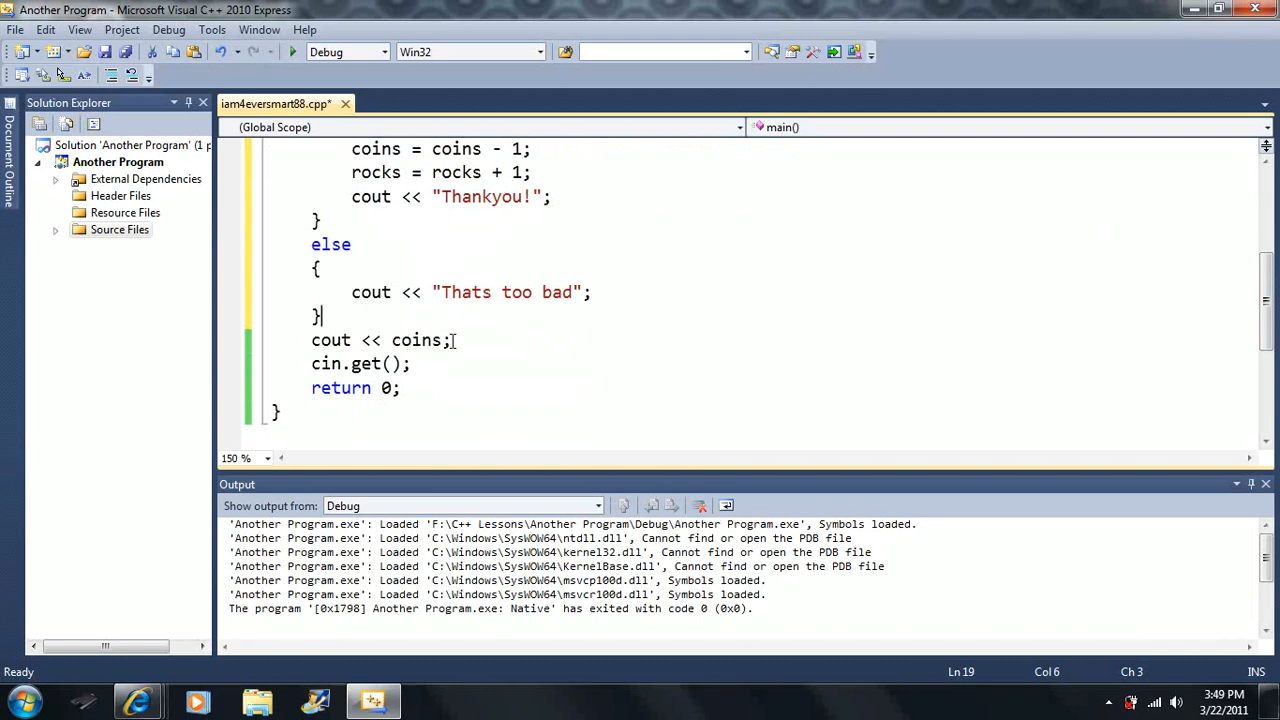 Another Program - Microsoft Visual C++ 2010 Express
File Edit View Project Debug Tools Window Help
Debug Win32
Solution Explorer
iam4eversmart88.cpp*
(Global Scope) main()
Document Outline
Solution 'Another Program' (1 p
Another Program
External Dependencies
Header Files
Resource Files
Source Files
coins = coins - 1;
rocks = rocks + 1;
cout << "Thankyou!";
}
else
{
cout << "Thats too bad";
}
cout << coins;
cin.get();
return 0;
}
150 %
Output
Show output from: Debug
'Another Program.exe': Loaded 'F:\C++ Lessons\Another Program\Debug\Another Program.exe', Symbols loaded.
'Another Program.exe': Loaded 'C:\Windows\SysWOW64\ntdll.dll', Cannot find or open the PDB file
'Another Program.exe': Loaded 'C:\Windows\SysWOW64\kernel32.dll', Cannot find or open the PDB file
'Another Program.exe': Loaded 'C:\Windows\SysWOW64\KernelBase.dll', Cannot find or open the PDB file
'Another Program.exe': Loaded 'C:\Windows\SysWOW64\msvcp100d.dll', Symbols loaded.
'Another Program.exe': Loaded 'C:\Windows\SysWOW64\msvcr100d.dll', Symbols loaded.
The program '[0x1798] Another Program.exe: Native' has exited with code 0 (0x0).
Ready Ln 19 Col 6 Ch 3 INS
3:49 PM
3/22/2011